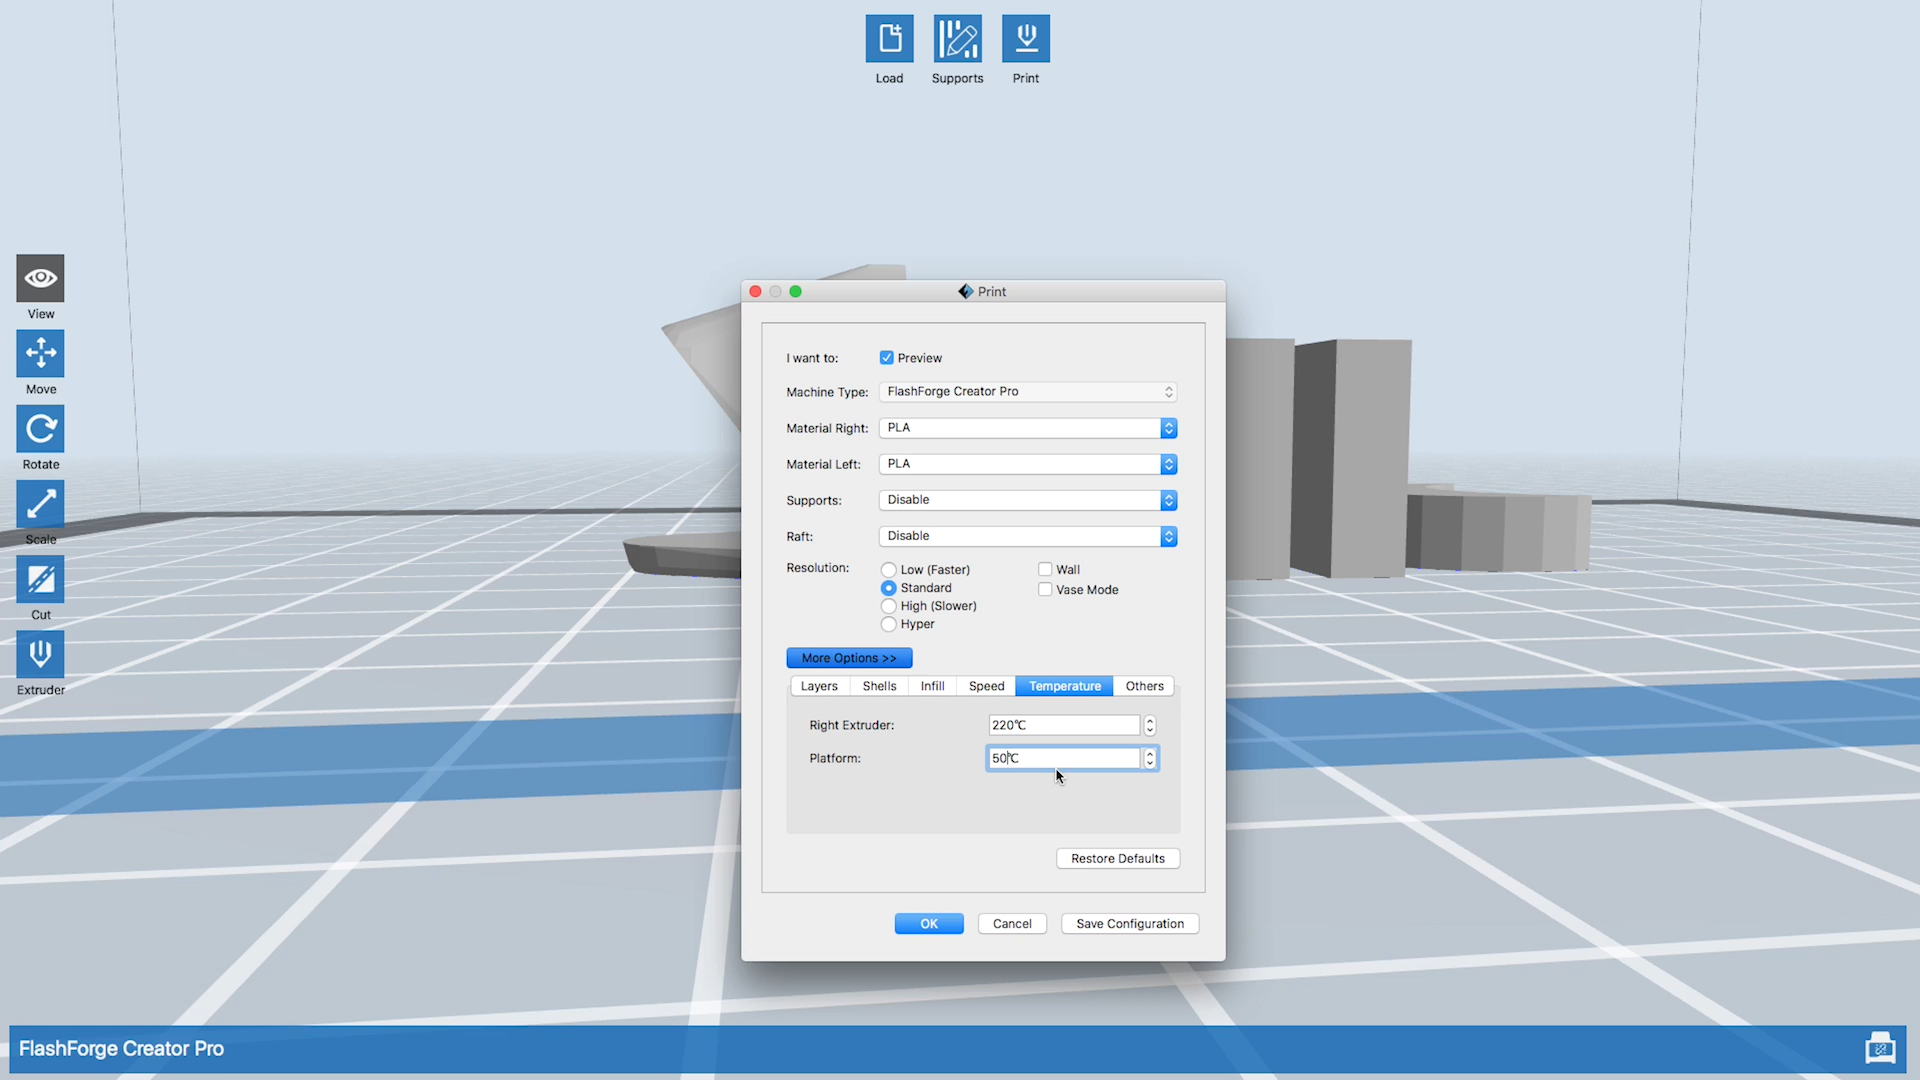 Load Supports Print
View
Move
Rotate
Scale
Cut
Extruder
Print
I want to: Preview
Machine Type: FlashForge Creator Pro
Material Right: PLA
Material Left: PLA
Supports: Disable
Raft: Disable
Resolution: Low (Faster) Wall
Standard Vase Mode
High (Slower)
Hyper
More Options >>
Layers Shells Infill Speed Temperature Others
Right Extruder: 220℃
Platform: 50℃
Restore Defaults
OK Cancel Save Configuration
FlashForge Creator Pro